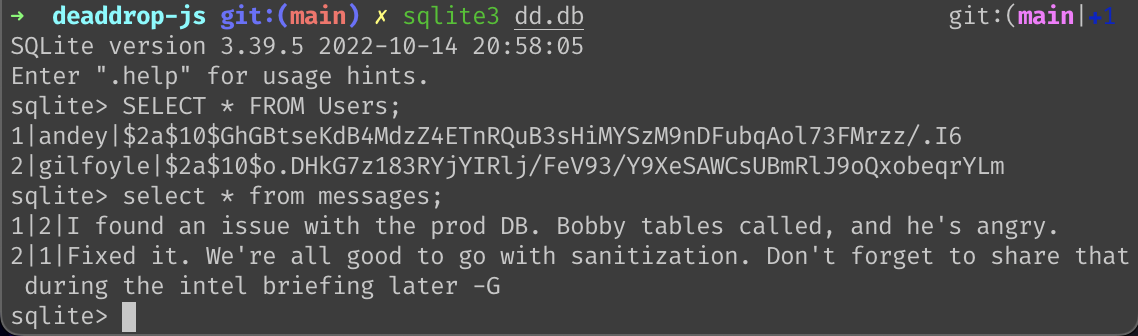 → deaddrop-js git:(main) ✗ sqlite3 dd.db git:(main|+1
SQLite version 3.39.5 2022-10-14 20:58:05
Enter ".help" for usage hints.
sqlite> SELECT * FROM Users;
1|andey|$2a$10$GhGBtseKdB4MdzZ4ETnRQuB3sHiMYSzM9nDFubqAol73FMrzz/.I6
2|gilfoyle|$2a$10$o.DHkG7z183RYjYIRlj/FeV93/Y9XeSAWCsUBmRlJ9oQxobeqrYLm
sqlite> select * from messages;
1|2|I found an issue with the prod DB. Bobby tables called, and he's angry.
2|1|Fixed it. We're all good to go with sanitization. Don't forget to share that
during the intel briefing later -G
sqlite>